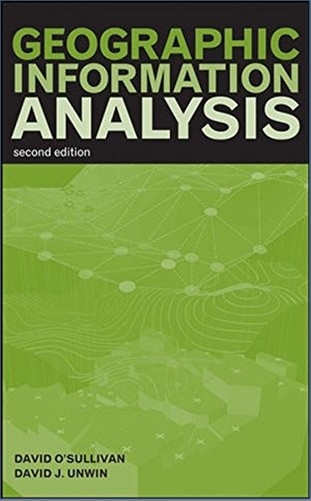 GEOGRAPHIC
INFORMATION
ANALYSIS
second edition
DAVID O'SULLIVAN
DAVID J. UNWIN